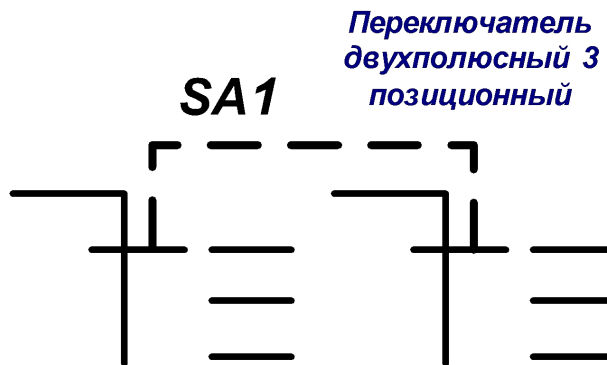 Переключатель
двухполюсный 3
позиционный
SA1